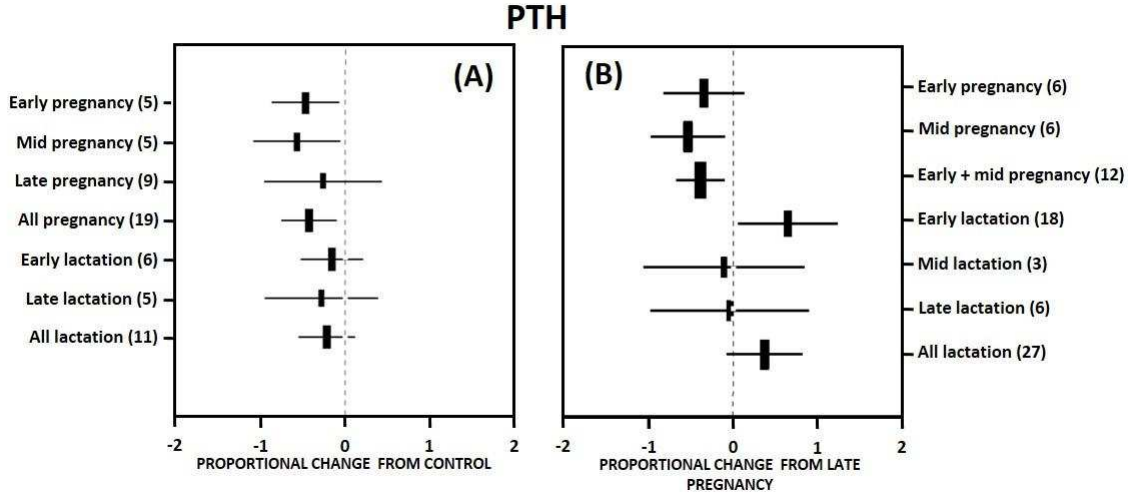 PTH
(A)
Early pregnancy (5)
Mid pregnancy (5)
Late pregnancy (9)
All pregnancy (19)
Early lactation (6)
Late lactation (5)
All lactation (11)
-2 -1 0 1 2
PROPORTIONAL CHANGE FROM CONTROL
(B)
Early pregnancy (6)
Mid pregnancy (6)
Early + mid pregnancy (12)
Early lactation (18)
Mid lactation (3)
Late lactation (6)
All lactation (27)
-2 -1 0 1 2
PROPORTIONAL CHANGE FROM LATE
PREGNANCY